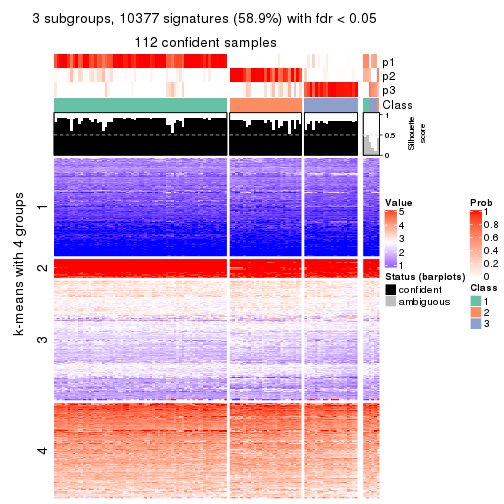 3 subgroups, 10377 signatures (58.9%) with fdr < 0.05
112 confident samples
p1
p2
p3
Class
1
0.5
0
Silhouette
score
k-means with 4 groups
1
2
3
4
Value
5
4
3
2
1
Status (barplots)
confident
ambiguous
Prob
1
0.8
0.6
0.4
0.2
0
Class
1
2
3